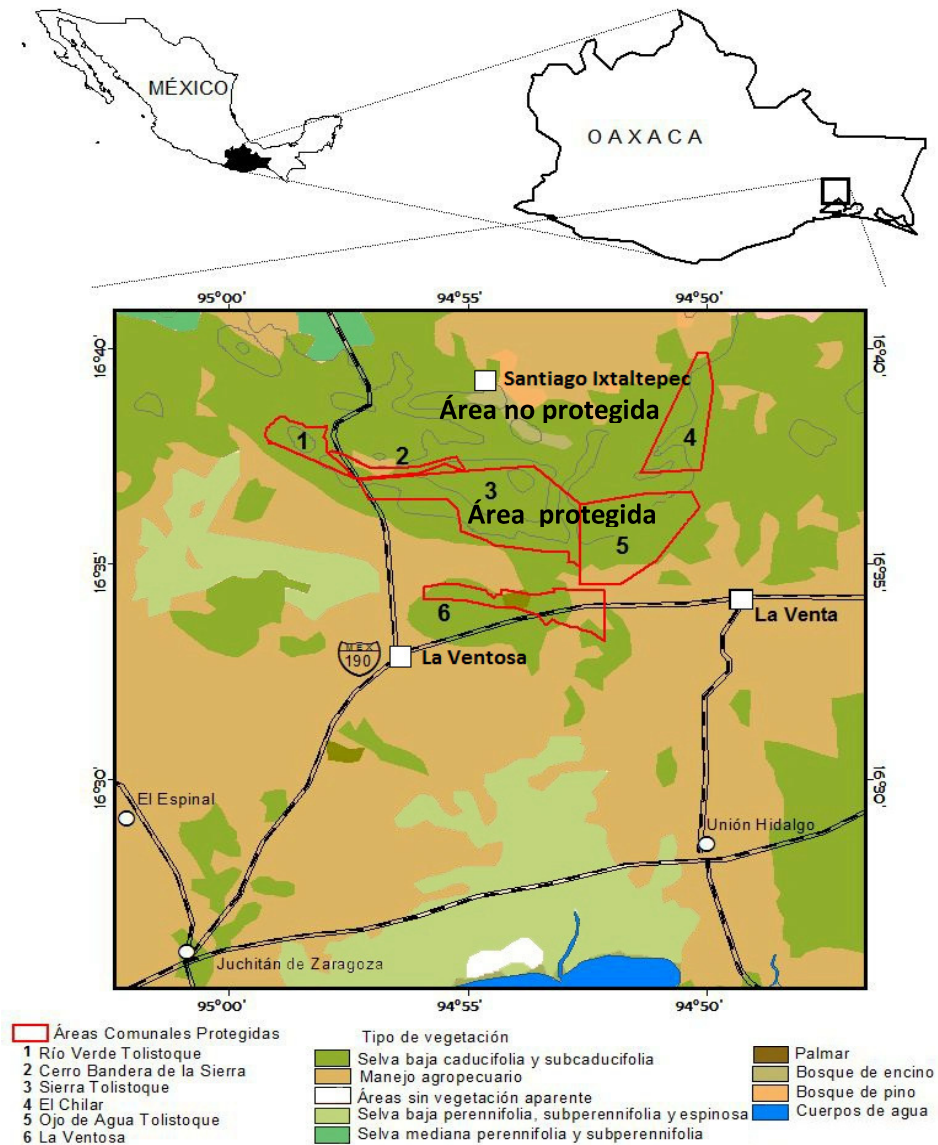 MÉXICO
OAXACA
95°00'
94°55'
94°50'
16°40'
16°40'
Santiago Ixtaltepec
Área no protegida
1
2
3
4
Área protegida
5
16°35'
16°35'
6
La Venta
MEX
190
La Ventosa
16°30'
16°90'
El Espinal
Unión Hidalgo
Juchitán de Zaragoza
95°00'
94°55'
94°50'
Áreas Comunales Protegidas
1 Río Verde Tolistoque
2 Cerro Bandera de la Sierra
3 Sierra Tolistoque
4 El Chilar
5 Ojo de Agua Tolistoque
6 La Ventosa
Tipo de vegetación
Selva baja caducifolia y subcaducifolia
Manejo agropecuario
Áreas sin vegetación aparente
Selva baja perennifolia, subperennifolia y espinosa
Selva mediana perennifolia y subperennifolia
Palmar
Bosque de encino
Bosque de pino
Cuerpos de agua